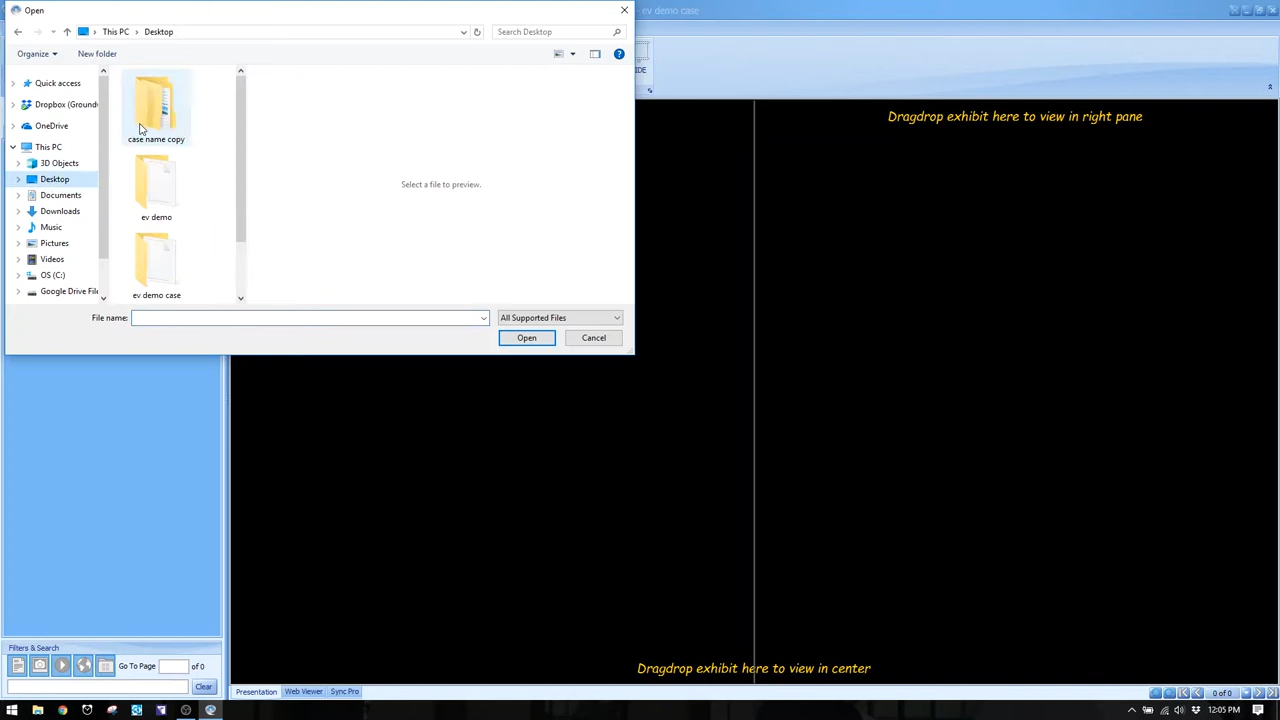 Open
ev demo case
This PC
Desktop
Search Desktop
Organize
New folder
IDE
Quick access
Dropbox (Ground
OneDrive
This PC
3D Objects
Desktop
Documents
Downloads
Music
Pictures
Videos
OS (C:)
Google Drive File
case name copy
ev demo
ev demo case
Select a file to preview.
File name:
All Supported Files
Open
Cancel
Dragdrop exhibit here to view in right pane
Dragdrop exhibit here to view in center
Filters & Search
Go To Page
of 0
Clear
Presentation
Web Viewer
Sync Pro
0 of 0
12:05 PM